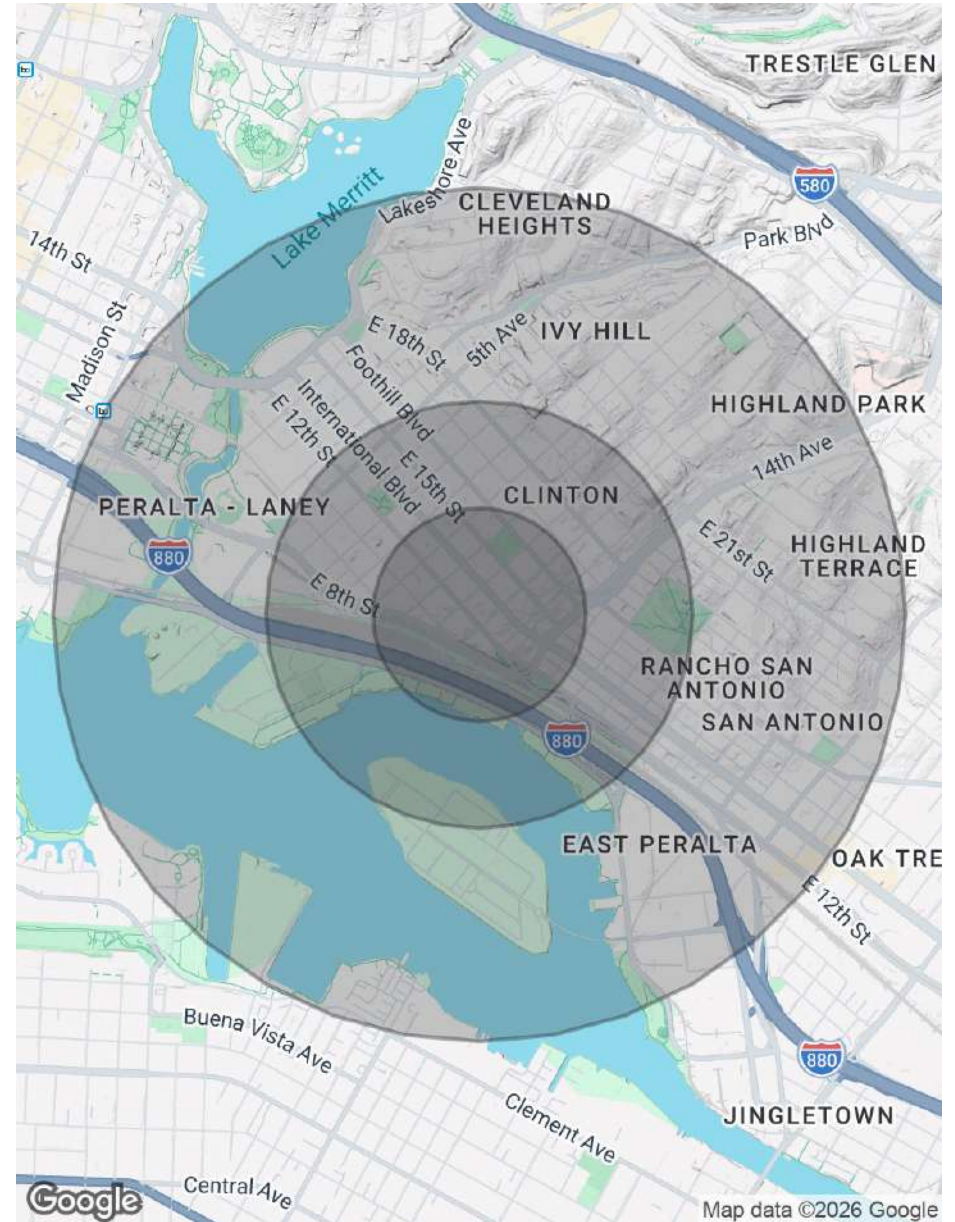 TRESTLE GLEN
580
Lakeshore Ave
CLEVELAND
HEIGHTS
Lake Merritt
Park Blvd
14th St
Madison St
E 18th St
5th Ave
IVY HILL
Foothill Blvd
International Blvd
E 12th St
HIGHLAND PARK
14th Ave
E 15th St
CLINTON
PERALTA - LANEY
880
E 21st St
HIGHLAND
TERRACE
E 8th St
RANCHO SAN
ANTONIO
SAN ANTONIO
880
EAST PERALTA
OAK TRE
E 12th St
Buena Vista Ave
880
Clement Ave
JINGLETOWN
Central Ave
Google
Map data ©2026 Google